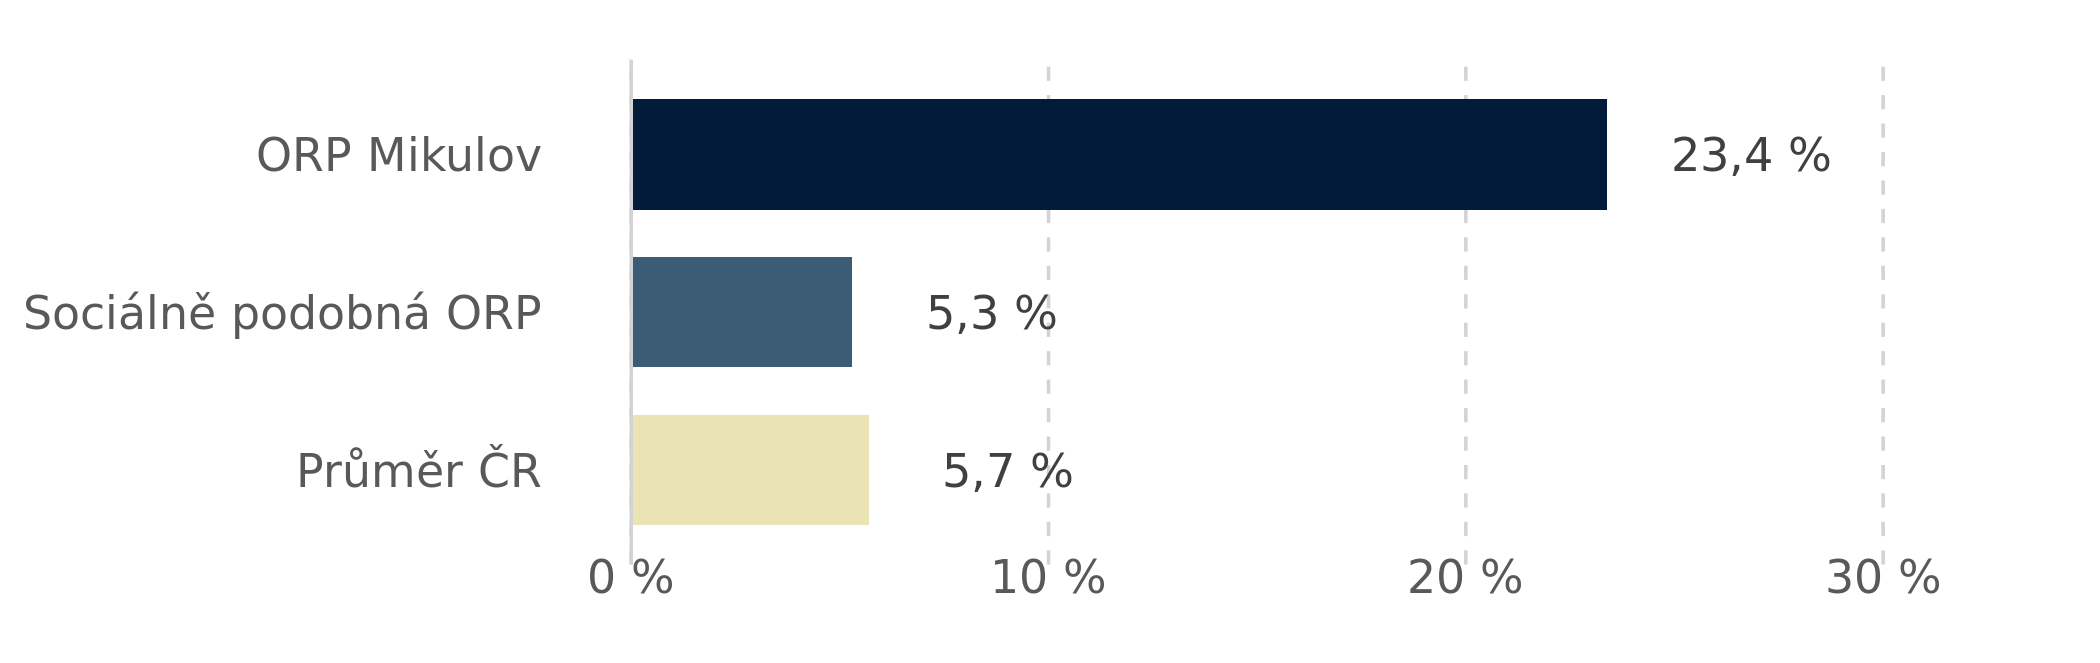 ORP Mikulov 23,4 %
Sociálně podobná ORP 5,3 %
Průměr ČR 5,7 %
0 % 10 % 20 % 30 %